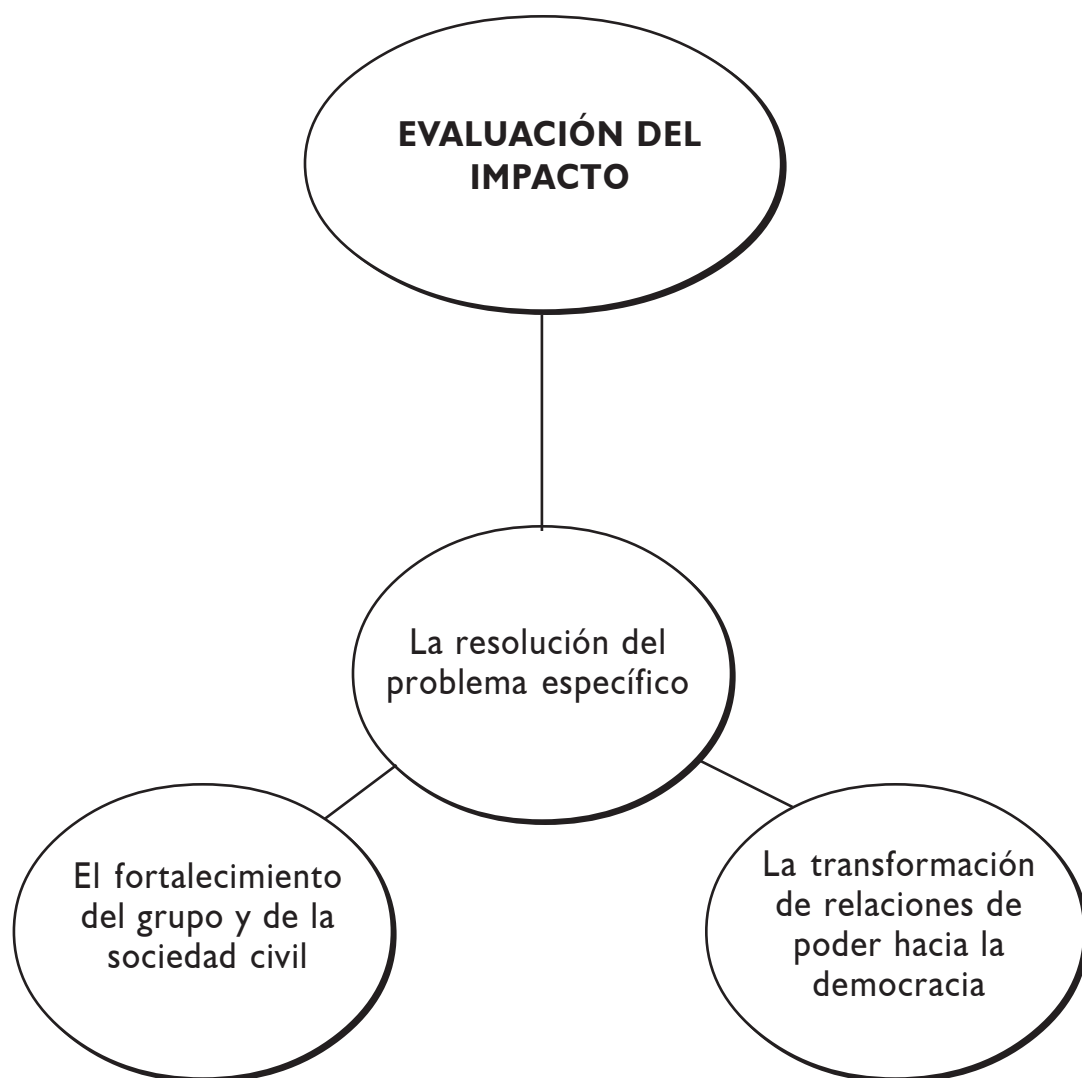 EVALUACIÓN DEL
IMPACTO
La resolución del
problema específico
El fortalecimiento
del grupo y de la
sociedad civil
La transformación
de relaciones de
poder hacia la
democracia